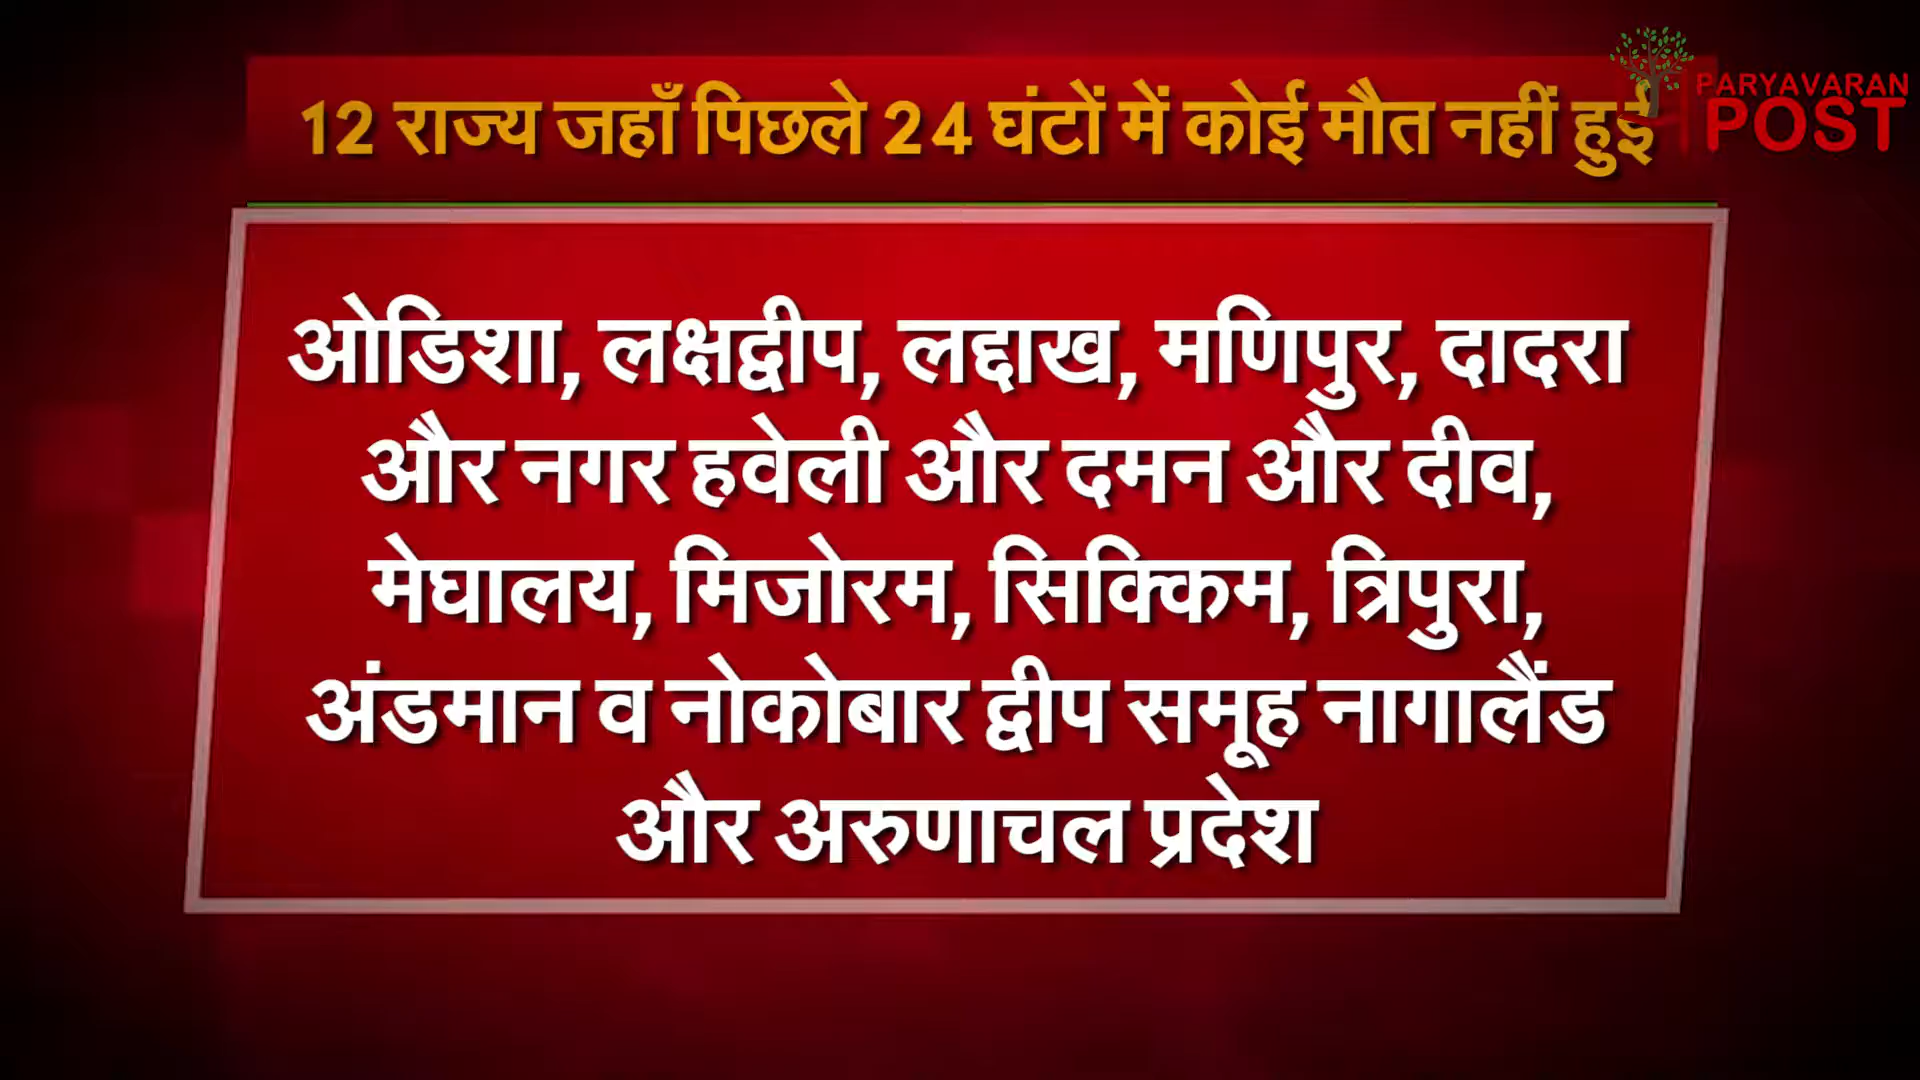 12 राज्य जहाँ पिछले 24 घंटों में कोई मौत नहीं हुई
PARYAVARAN
POST
ओडिशा, लक्षद्वीप, लद्दाख, मणिपुर, दादरा
और नगर हवेली और दमन और दीव,
मेघालय, मिजोरम, सिक्किम, त्रिपुरा,
अंडमान व नोकोबार द्वीप समूह नागालैंड
और अरुणाचल प्रदेश